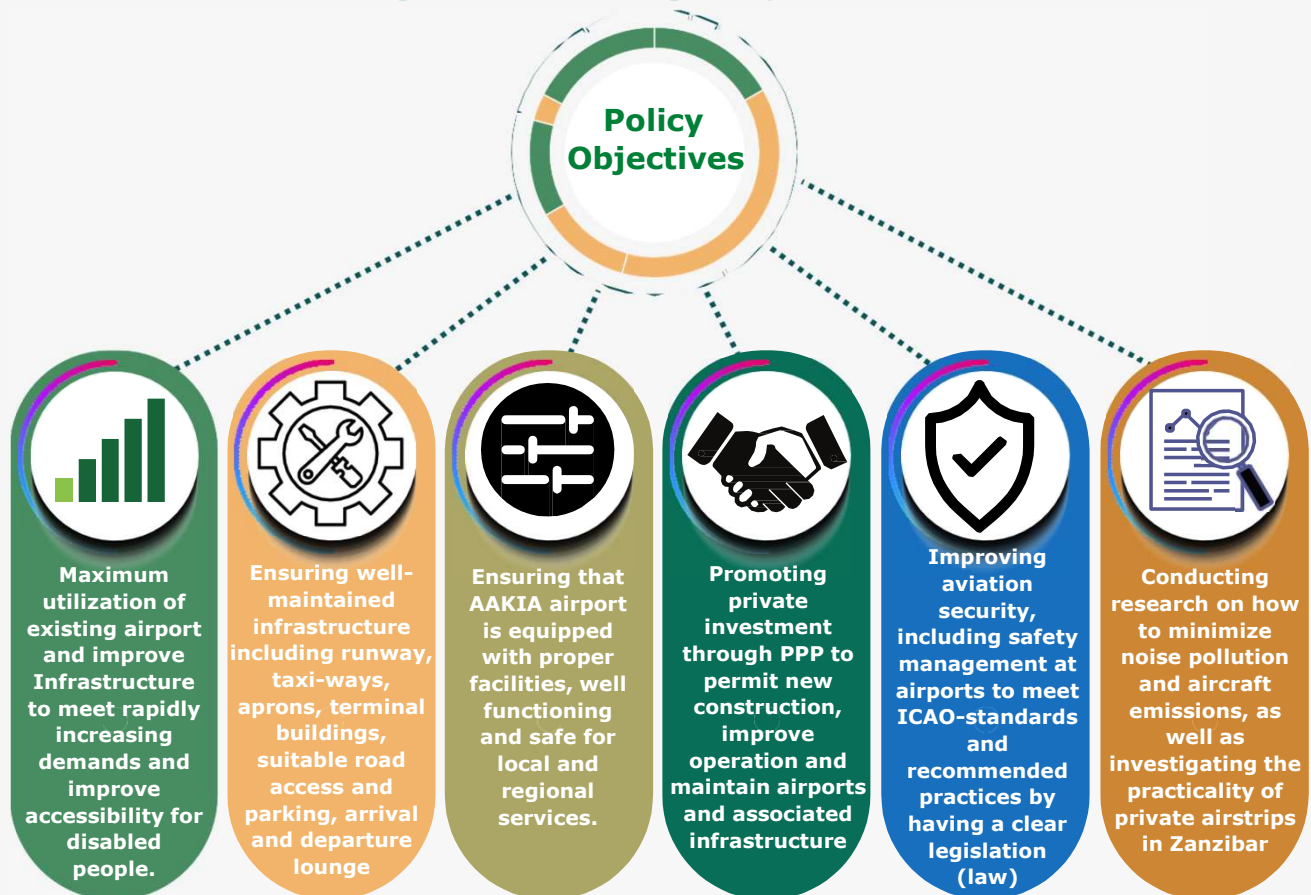 Policy
Objectives
Maximum
utilization of
existing airport
and improve
Infrastructure
to meet rapidly
increasing
demands and
improve
accessibility for
disabled
people.
Ensuring well-
maintained
infrastructure
including runway,
taxi-ways,
aprons, terminal
buildings,
suitable road
access and
parking, arrival
and departure
lounge
Ensuring that
AAKIA airport
is equipped
with proper
facilities, well
functioning
and safe for
local and
regional
services.
Promoting
private
investment
through PPP to
permit new
construction,
improve
operation and
maintain airports
and associated
infrastructure
Improving
aviation
security,
including safety
management at
airports to meet
ICAO-standards
and
recommended
practices by
having a clear
legislation
(law)
Conducting
research on how
to minimize
noise pollution
and aircraft
emissions, as
well as
investigating the
practicality of
private airstrips
in Zanzibar